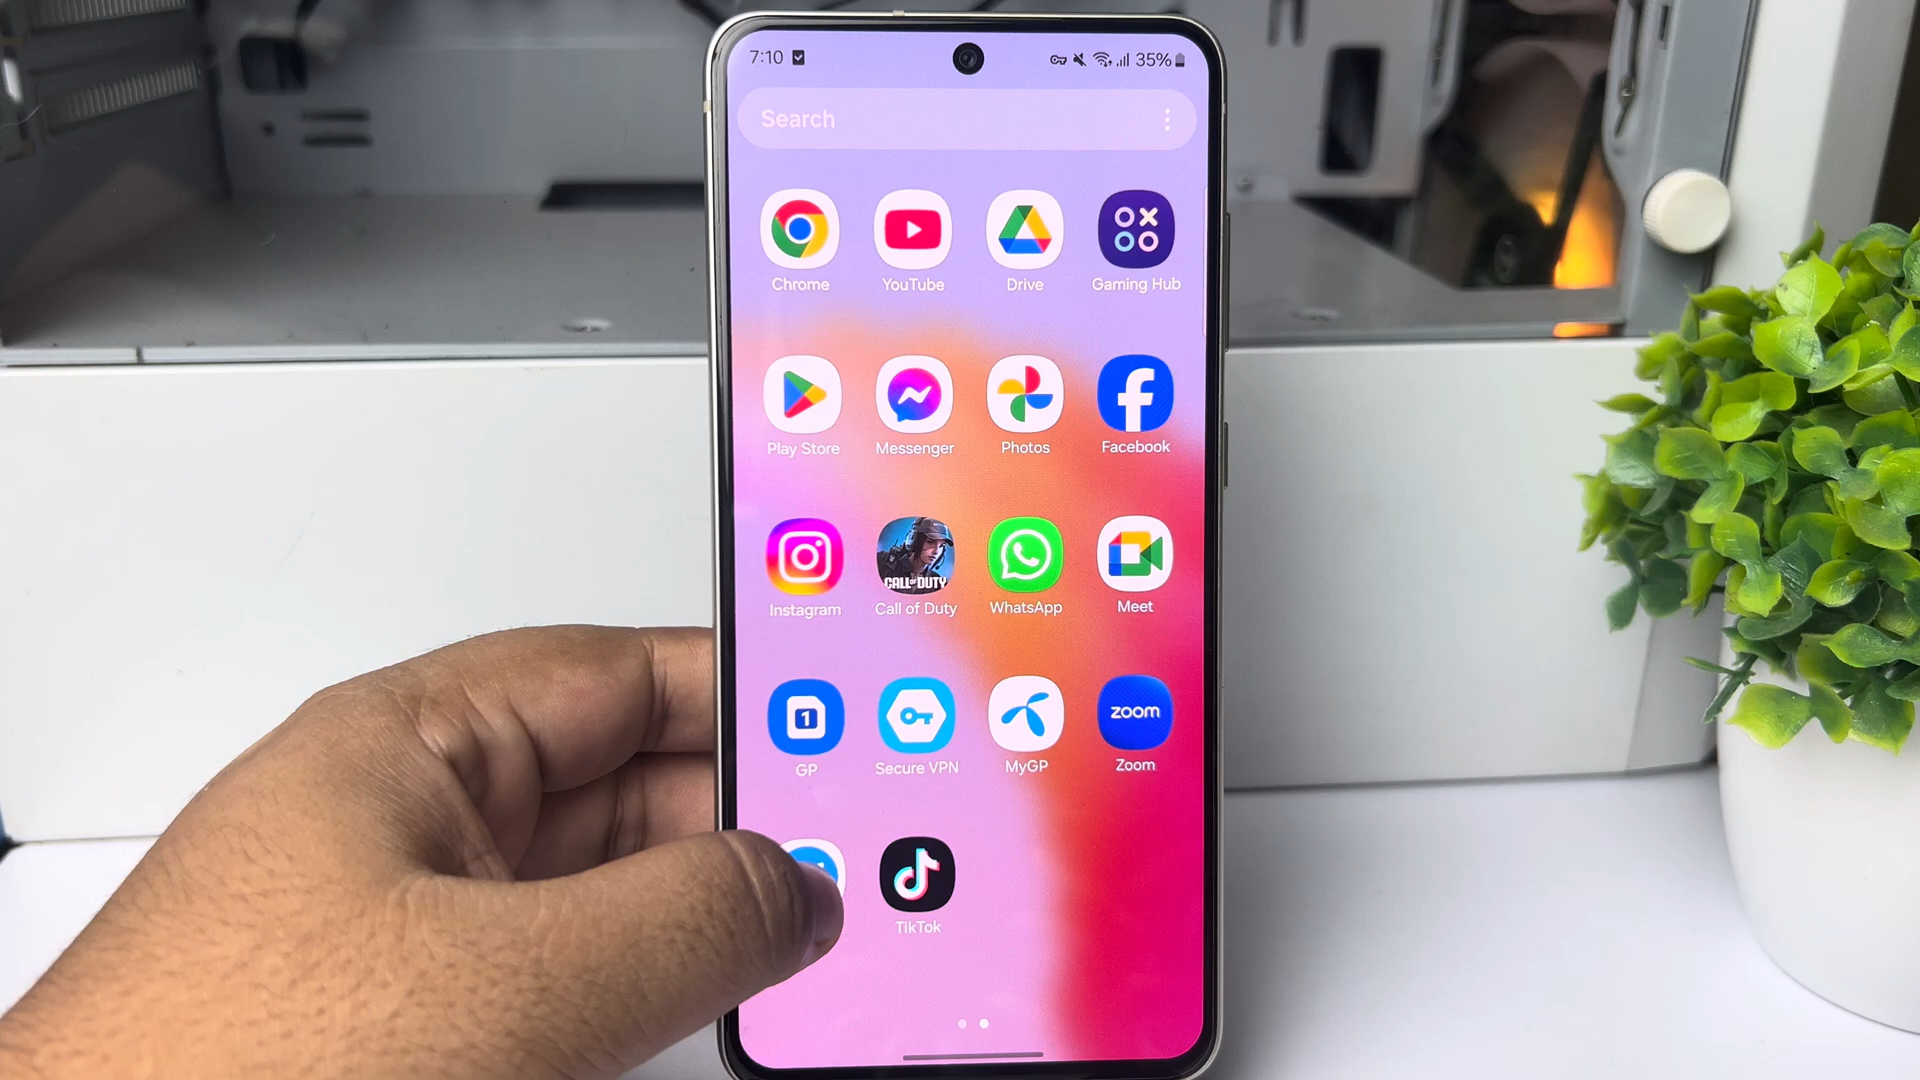 7:10
35%
Search
Chrome
YouTube
Drive
Gaming Hub
Play Store
Messenger
Photos
Facebook
CALL OF DUTY
Instagram
Call of Duty
WhatsApp
Meet
1
zoom
GP
Secure VPN
MyGP
Zoom
TikTok